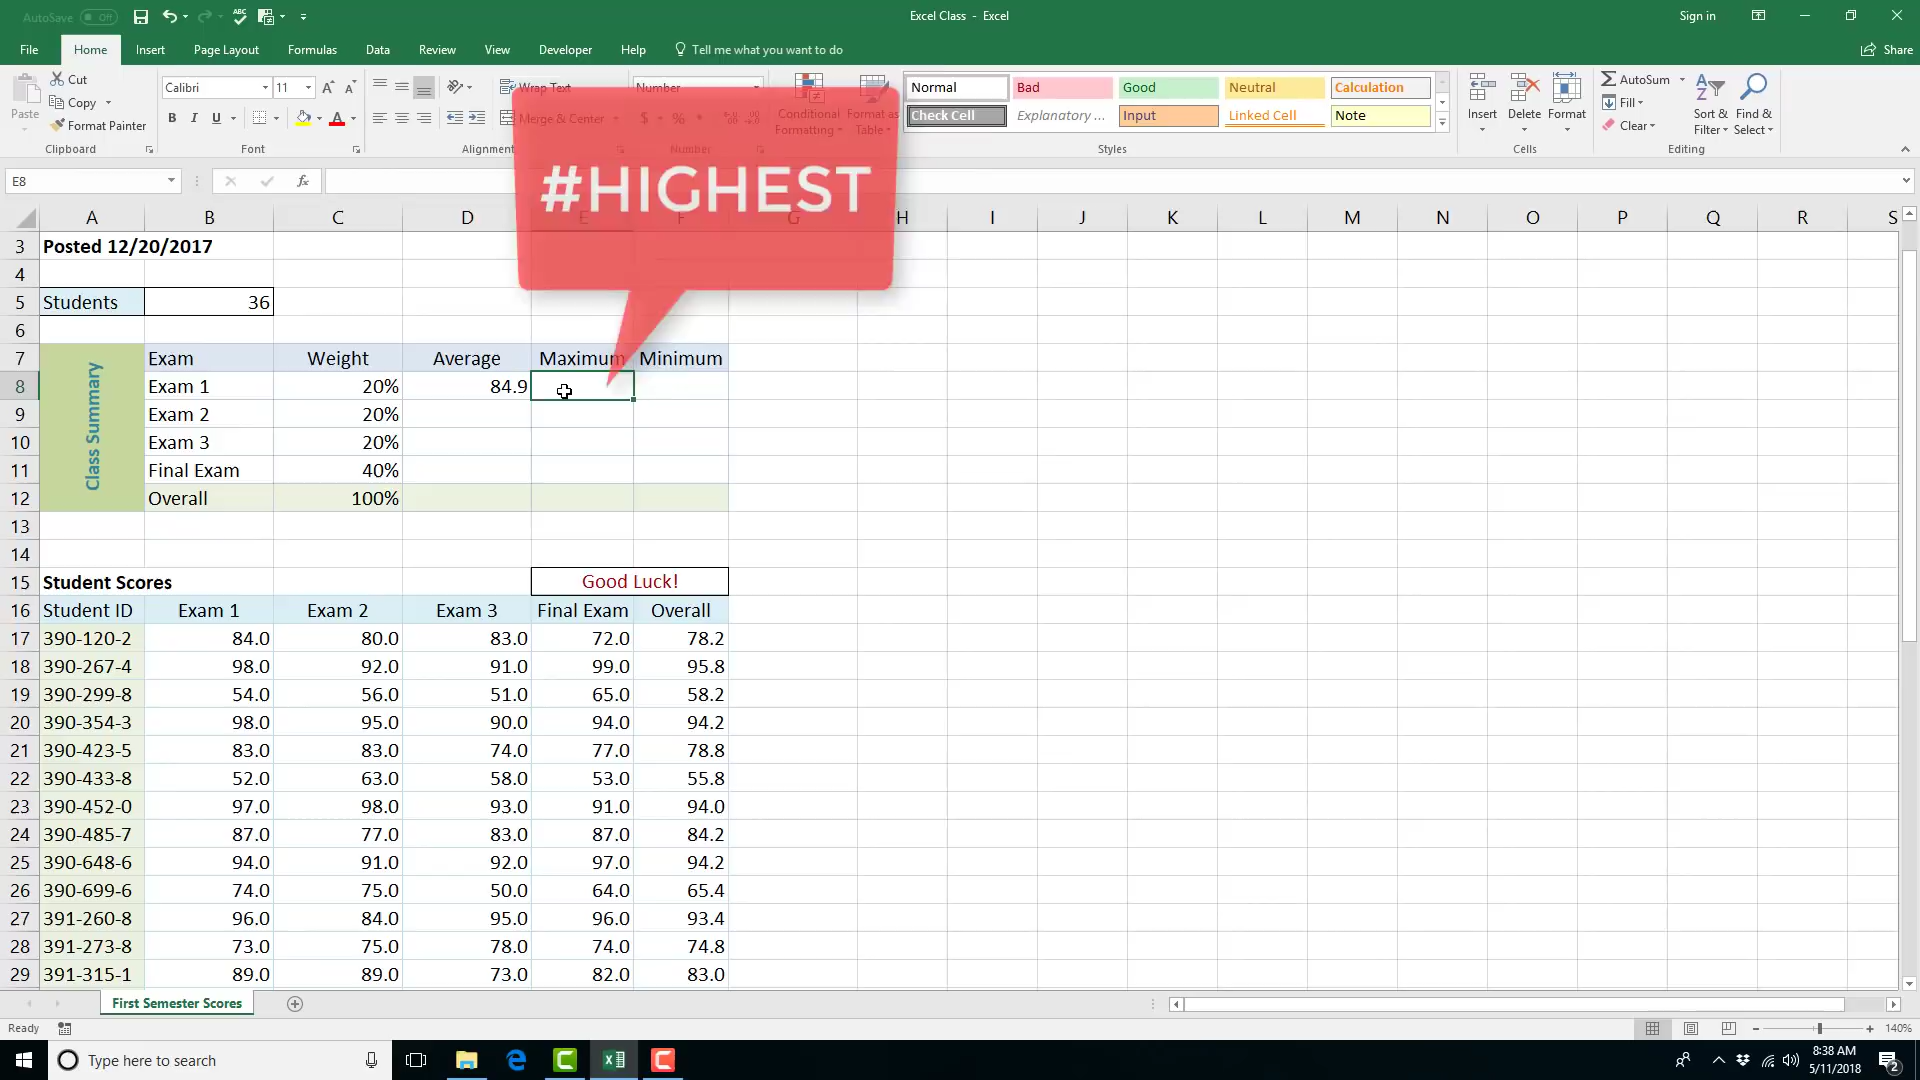 AutoSave Off
Excel Class - Excel
Sign in
File Home Insert Page Layout Formulas Data Review View Developer Help Tell me what you want to do Share
Paste
Cut
Copy
Format Painter
Clipboard
Calibri 11
B I U
Font
Wrap Text
Merge & Center
Alignment
Number
$ %
Number
Conditional Formatting
Format as Table
Normal Bad Good Neutral Calculation
Check Cell Explanatory ... Input Linked Cell Note
Styles
Insert Delete Format
Cells
AutoSum
Fill
Clear
Sort & Filter
Find & Select
Editing
#HIGHEST
E8 fx
A B C D E F G H I J K L M N O P Q R S
3 Posted 12/20/2017
4
5 Students 36
6
7 Exam Weight Average Maximum Minimum
Class Summary
8 Exam 1 20% 84.9
9 Exam 2 20%
10 Exam 3 20%
11 Final Exam 40%
12 Overall 100%
13
14
15 Student Scores Good Luck!
16 Student ID Exam 1 Exam 2 Exam 3 Final Exam Overall
17 390-120-2 84.0 80.0 83.0 72.0 78.2
18 390-267-4 98.0 92.0 91.0 99.0 95.8
19 390-299-8 54.0 56.0 51.0 65.0 58.2
20 390-354-3 98.0 95.0 90.0 94.0 94.2
21 390-423-5 83.0 83.0 74.0 77.0 78.8
22 390-433-8 52.0 63.0 58.0 53.0 55.8
23 390-452-0 97.0 98.0 93.0 91.0 94.0
24 390-485-7 87.0 77.0 83.0 87.0 84.2
25 390-648-6 94.0 91.0 92.0 97.0 94.2
26 390-699-6 74.0 75.0 50.0 64.0 65.4
27 391-260-8 96.0 84.0 95.0 96.0 93.4
28 391-273-8 73.0 75.0 78.0 74.0 74.8
29 391-315-1 89.0 89.0 73.0 82.0 83.0
First Semester Scores
Ready
140%
Type here to search
8:38 AM
5/11/2018
2